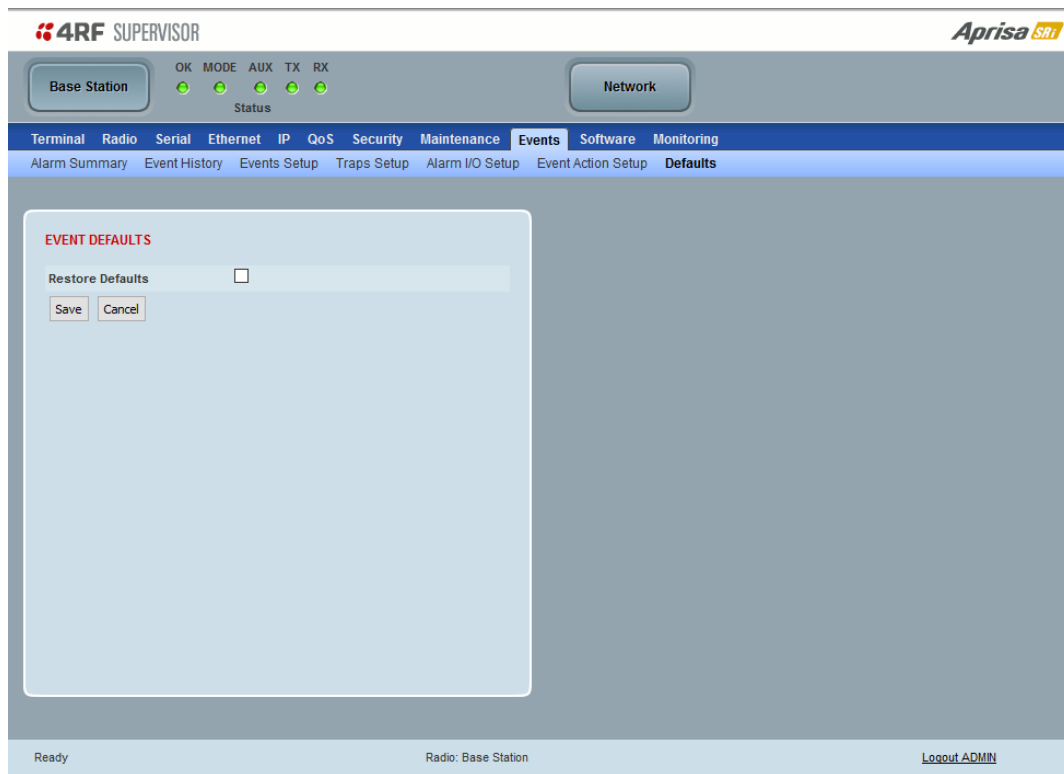 4RF SUPERVISOR
Aprisa SRi
Base Station
OK MODE AUX TX RX
Status
Network
Terminal Radio Serial Ethernet IP QoS Security Maintenance Events Software Monitoring
Alarm Summary Event History Events Setup Traps Setup Alarm I/O Setup Event Action Setup Defaults
EVENT DEFAULTS
Restore Defaults
Save Cancel
Ready Radio: Base Station Logout ADMIN